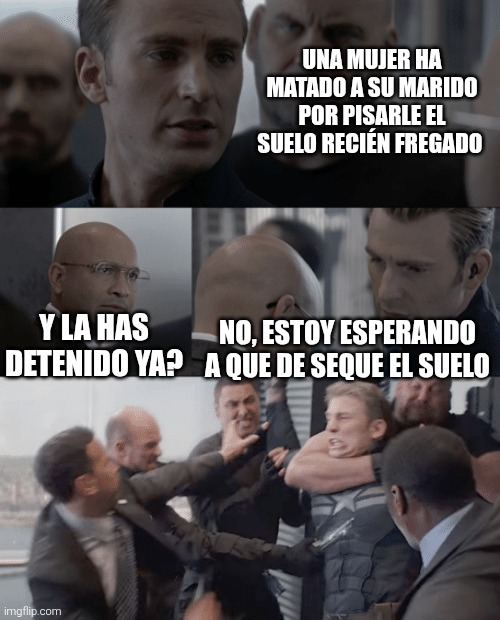 UNA MUJER HA
MATADO A SU MARIDO
POR PISARLE EL
SUELO RECIÉN FREGADO
Y LA HAS
DETENIDO YA?
NO, ESTOY ESPERANDO
A QUE DE SEQUE EL SUELO
imgflip.com